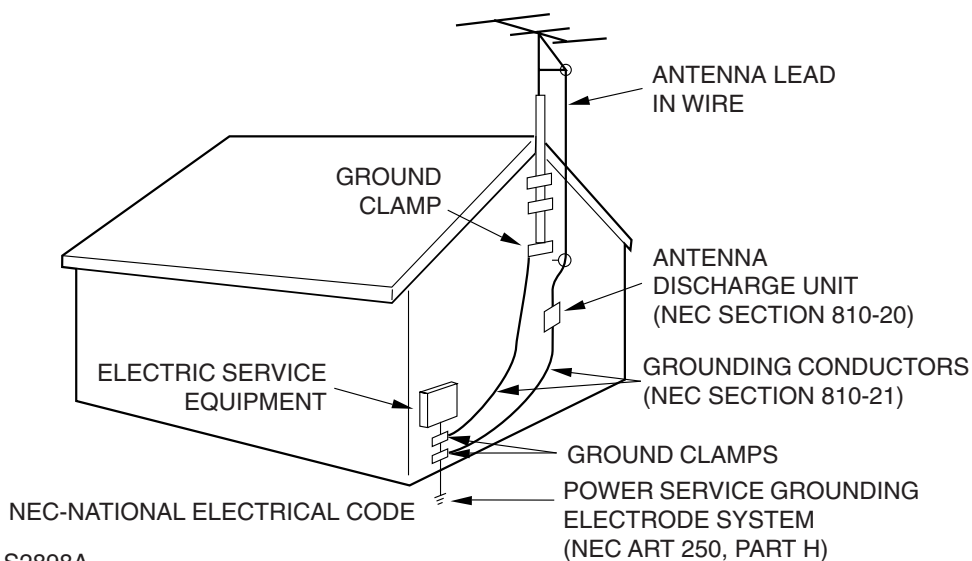 ANTENNA LEAD
IN WIRE
GROUND
CLAMP
ANTENNA
DISCHARGE UNIT
(NEC SECTION 810-20)
ELECTRIC SERVICE
EQUIPMENT
GROUNDING CONDUCTORS
(NEC SECTION 810-21)
GROUND CLAMPS
POWER SERVICE GROUNDING
ELECTRODE SYSTEM
(NEC ART 250, PART H)
NEC-NATIONAL ELECTRICAL CODE
S2898A